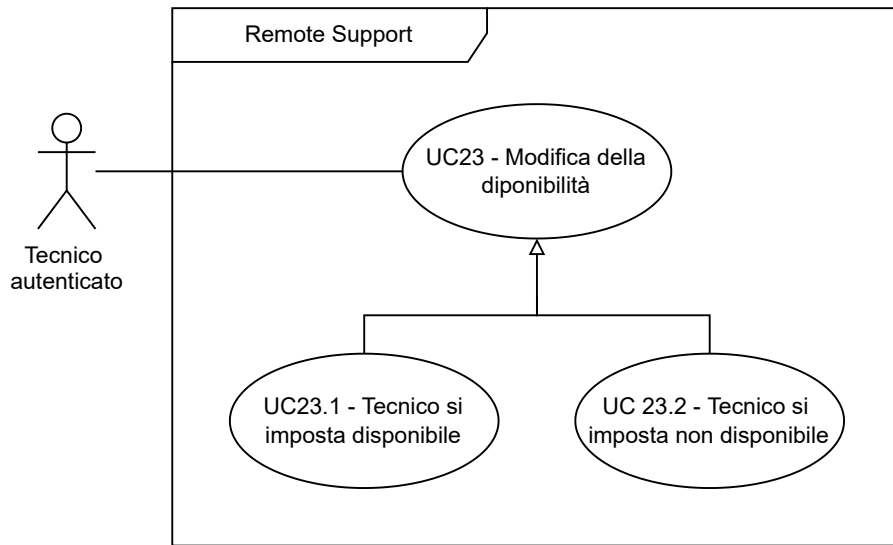 Remote Support
UC23 - Modifica della
diponibilità
Tecnico
autenticato
UC23.1 - Tecnico si
imposta disponibile
UC 23.2 - Tecnico si
imposta non disponibile